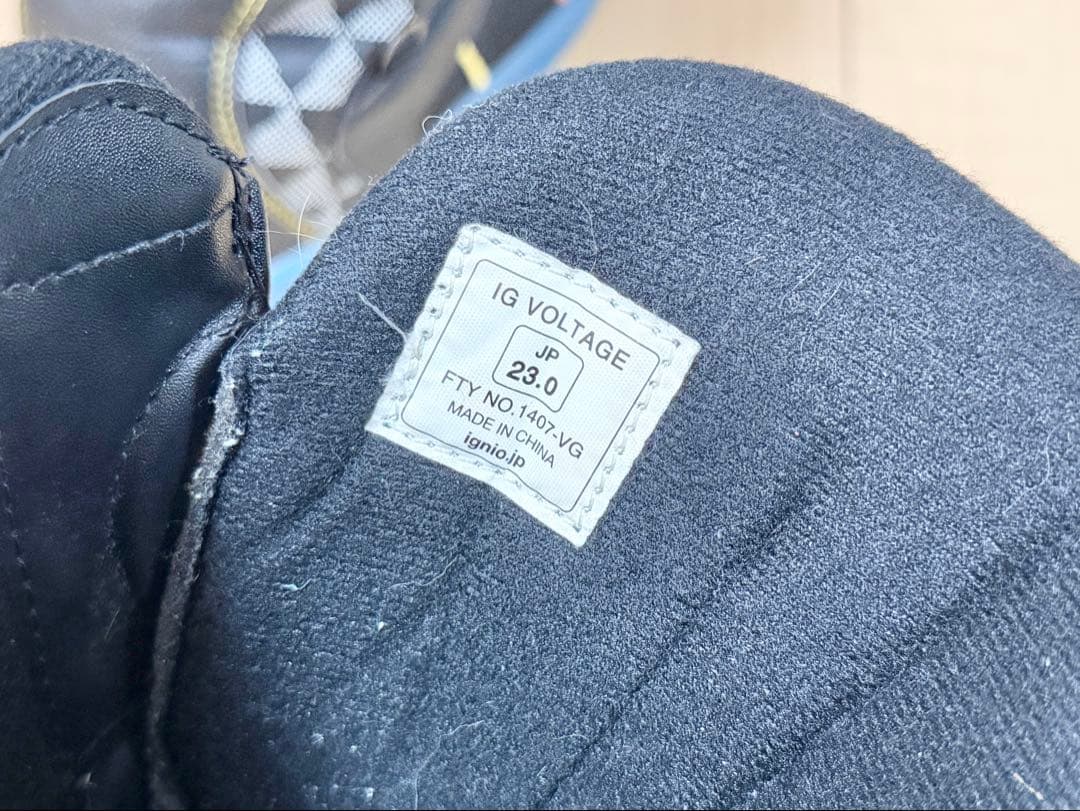 IG VOLTAGE
JP
23.0
FTY NO.1407-VG
MADE IN CHINA
ignio.jp